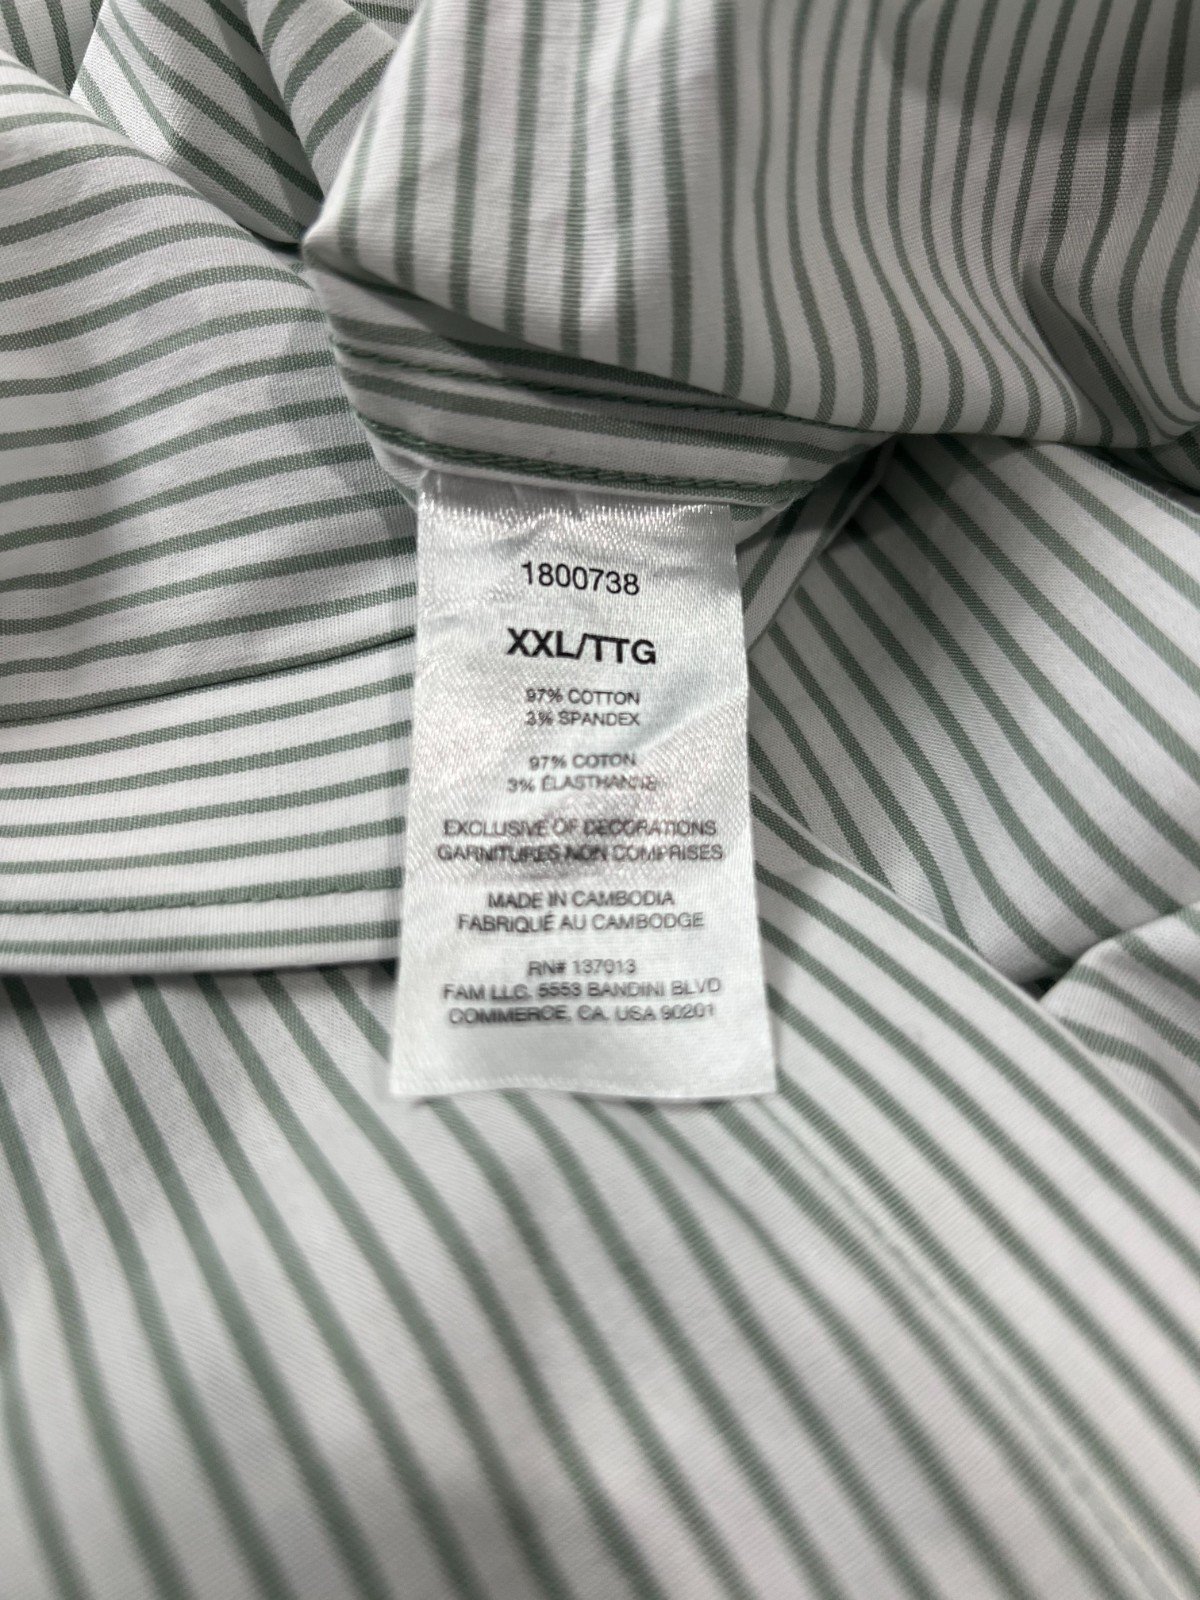 1800738
XXL/TTG
97% COTTON
3% SPANDEX
97% COTON
3% ÉLASTHANNE
EXCLUSIVE OF DECORATIONS
GARNITURES NON COMPRISES
MADE IN CAMBODIA
FABRIQUÉ AU CAMBODGE
RN# 137013
FAM LLC. 5553 BANDINI BLVD
COMMERCE, CA. USA 90201